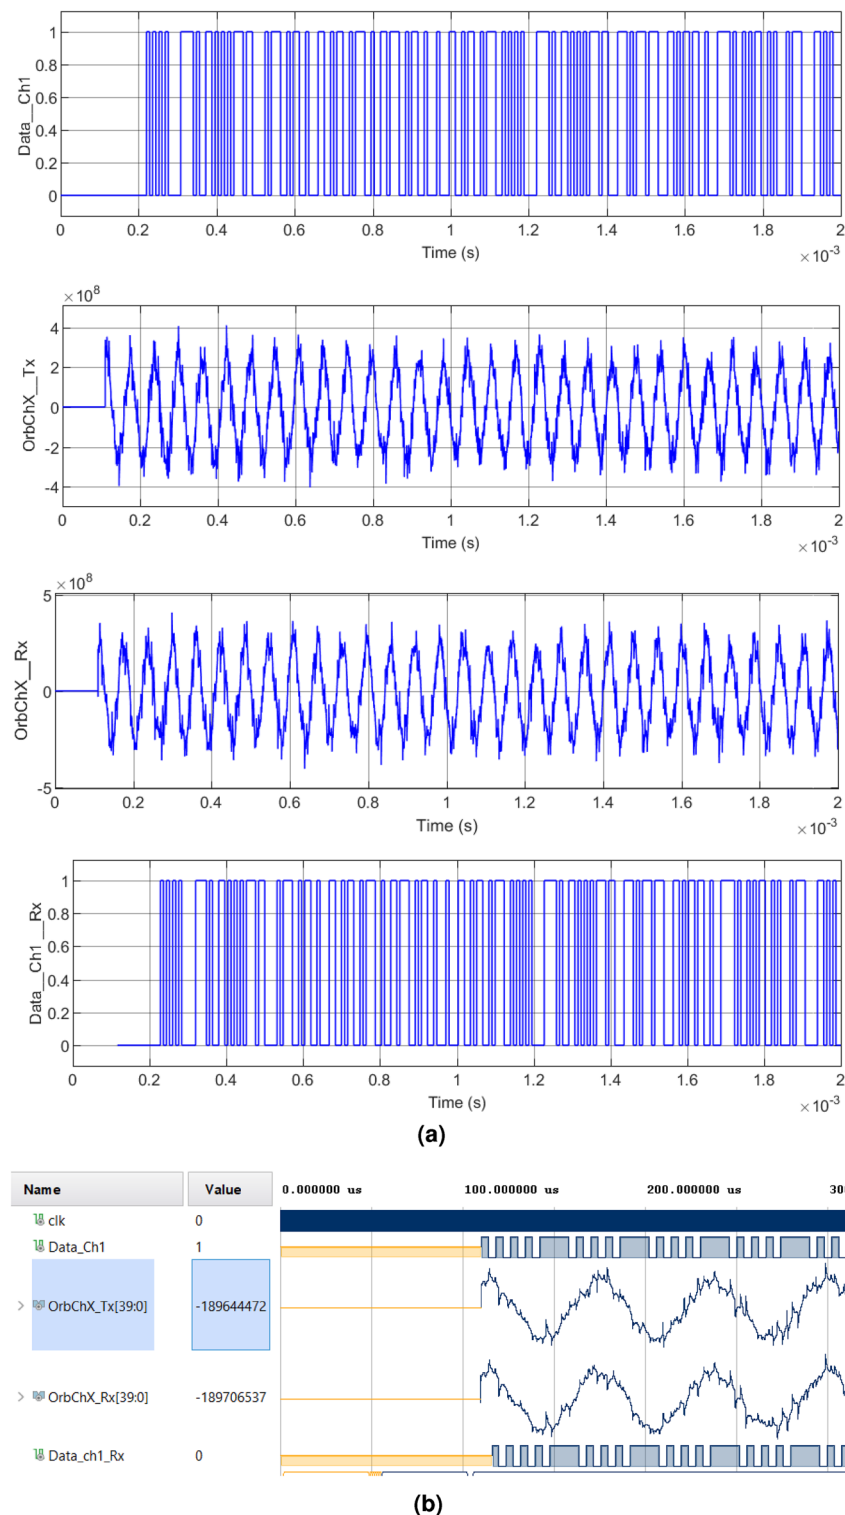 1
0.8
0.6
0.4
0.2
0
Data__Ch1
0 0.2 0.4 0.6 0.8 1 1.2 1.4 1.6 1.8 2
Time (s)
×10-3
×108
4
2
0
-2
-4
OrbChX__Tx
0 0.2 0.4 0.6 0.8 1 1.2 1.4 1.6 1.8 2
Time (s)
×10-3
5 ×108
0
-5
OrbChX__Rx
0 0.2 0.4 0.6 0.8 1 1.2 1.4 1.6 1.8 2
Time (s)
×10-3
1
0.8
0.6
0.4
0.2
0
Data__Ch1__Rx
0 0.2 0.4 0.6 0.8 1 1.2 1.4 1.6 1.8 2
Time (s)
×10-3
(a)
Name Value 0.000000 us 100.000000 us 200.000000 us 300
clk 0
Data_Ch1 1
OrbChX_Tx[39:0] -189644472
OrbChX_Rx[39:0] -189706537
Data_ch1_Rx 0
(b)